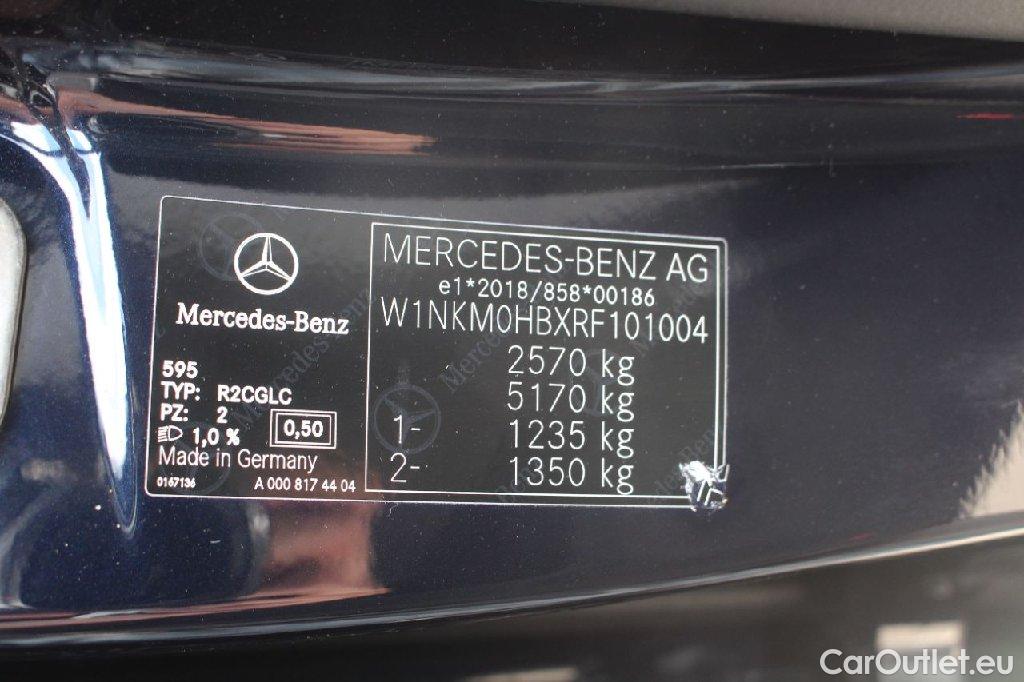 Mercedes-Benz
595
TYP: R2CGLC
PZ: 2
1,0 % 0,50
Made in Germany
0167136 A 000 817 44 04
MERCEDES-BENZ AG
e1*2018/858*00186
W1NKM0HBXRF101004
2570 kg
5170 kg
1- 1235 kg
2- 1350 kg
CarOutlet.eu